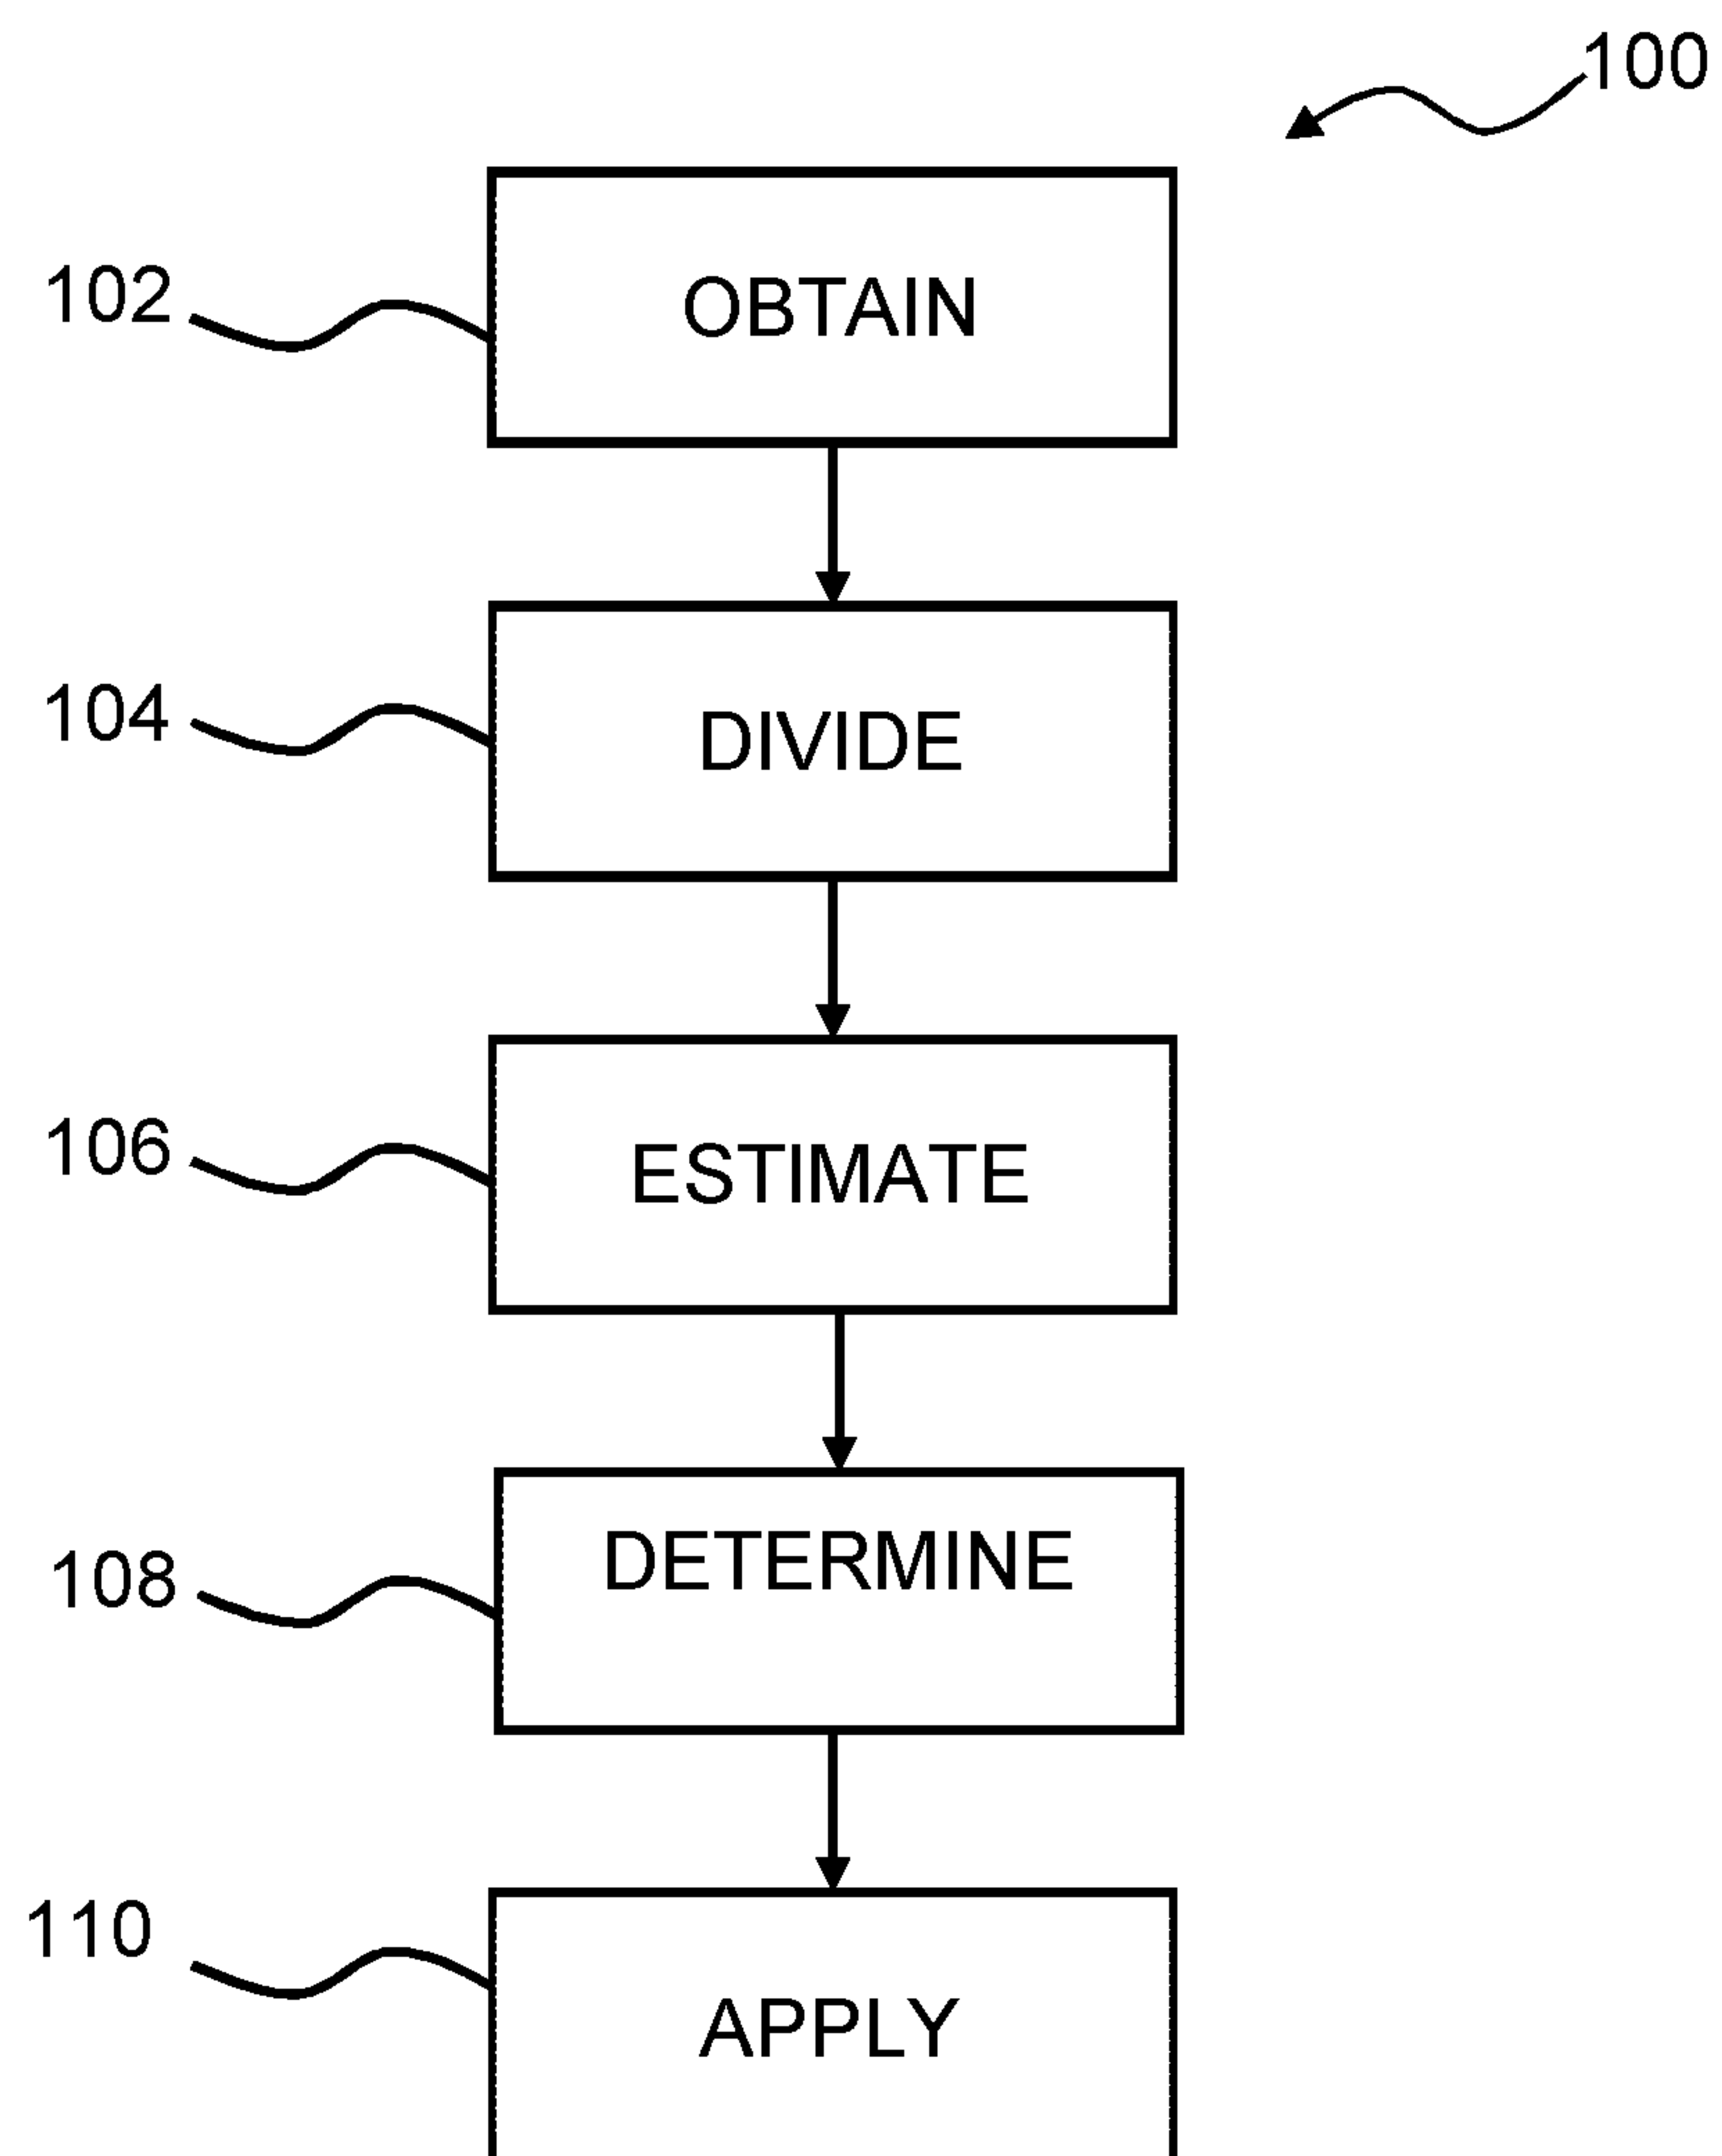 100
102
OBTAIN
104
DIVIDE
106
ESTIMATE
108
DETERMINE
110
APPLY